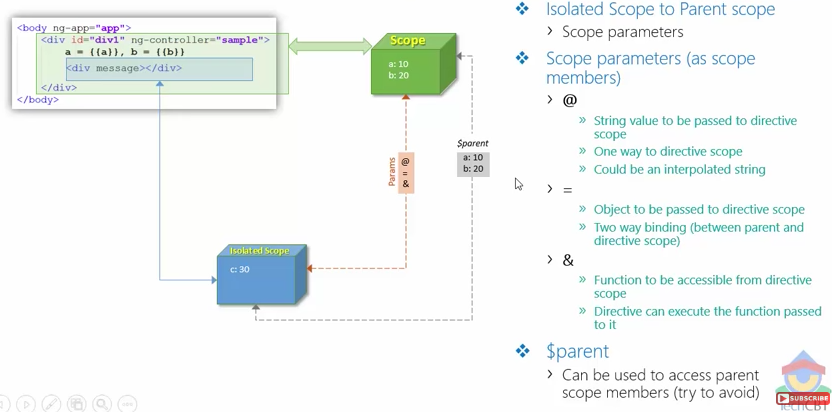 <body ng-app="app">
<div id="div1" ng-controller="sample">
a = {{a}}, b = {{b}}
<div message></div>
</div>
</body>
Scope
a: 10
b: 20
$parent
a: 10
b: 20
Params
@
=
&
Isolated Scope
c: 30
Isolated Scope to Parent scope
Scope parameters
Scope parameters (as scope
members)
@
String value to be passed to directive
scope
One way to directive scope
Could be an interpolated string
=
Object to be passed to directive scope
Two way binding (between parent and
directive scope)
&
Function to be accessible from directive
scope
Directive can execute the function passed
to it
$parent
Can be used to access parent
scope members (try to avoid)
SUBSCRIBE
TechCBT